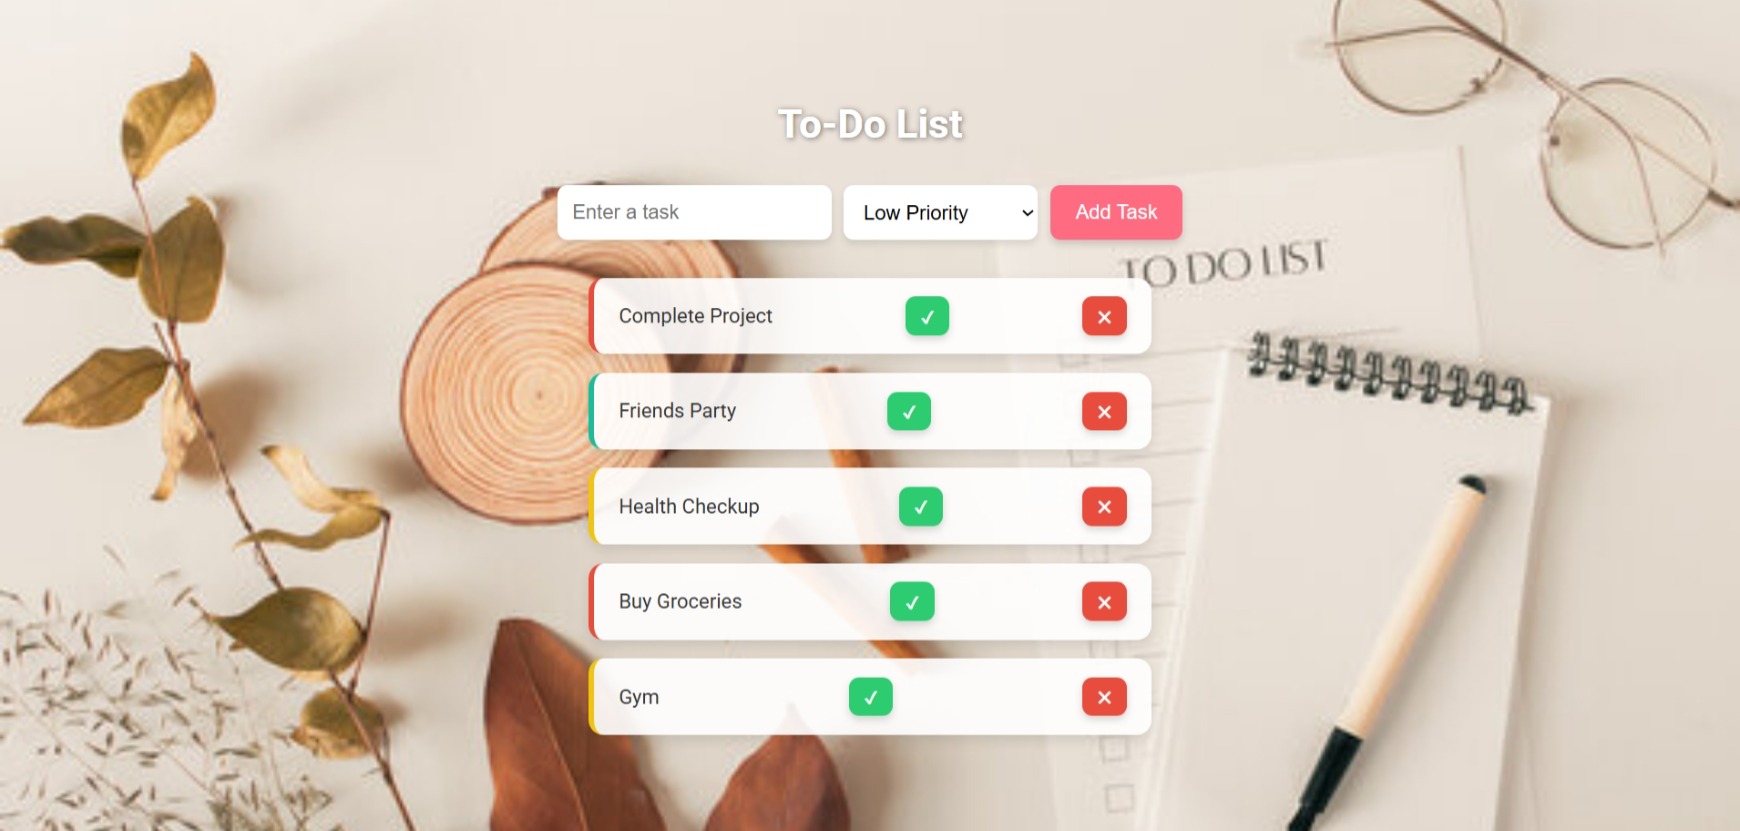 To-Do List
Enter a task
Low Priority
Add Task
TO DO LIST
Complete Project
✓ ✕
Friends Party
✓ ✕
Health Checkup
✓ ✕
Buy Groceries
✓ ✕
Gym
✓ ✕